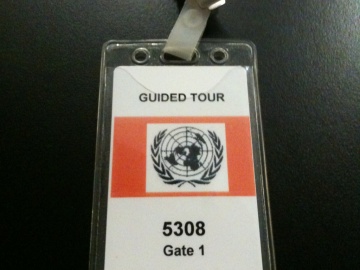 GUIDED TOUR
5308
Gate 1